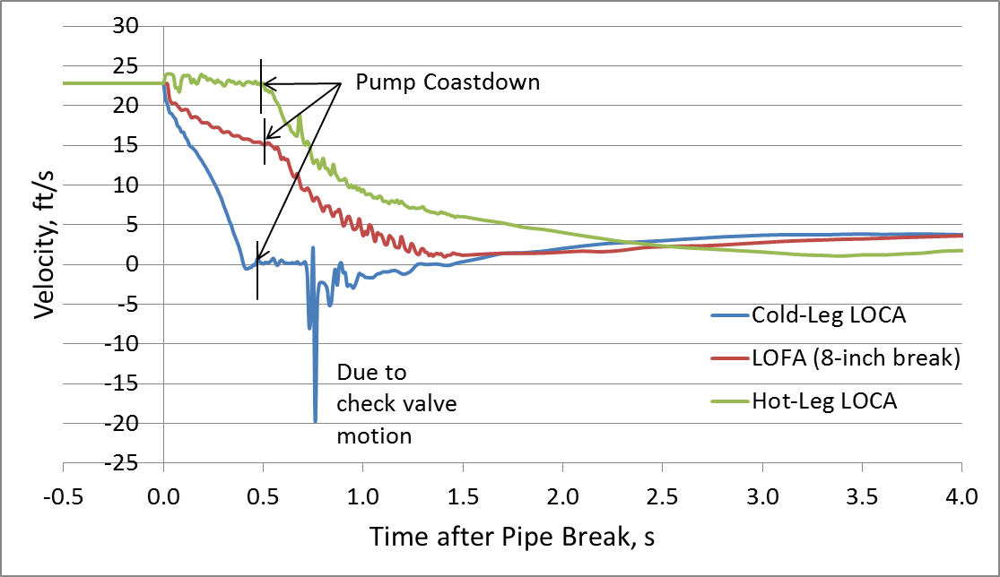 30
25
20
15
10
5
0
-5
-10
-15
-20
-25
Velocity, ft/s
Pump Coastdown
Due to
check valve
motion
Cold-Leg LOCA
LOFA (8-inch break)
Hot-Leg LOCA
-0.5 0.0 0.5 1.0 1.5 2.0 2.5 3.0 3.5 4.0
Time after Pipe Break, s